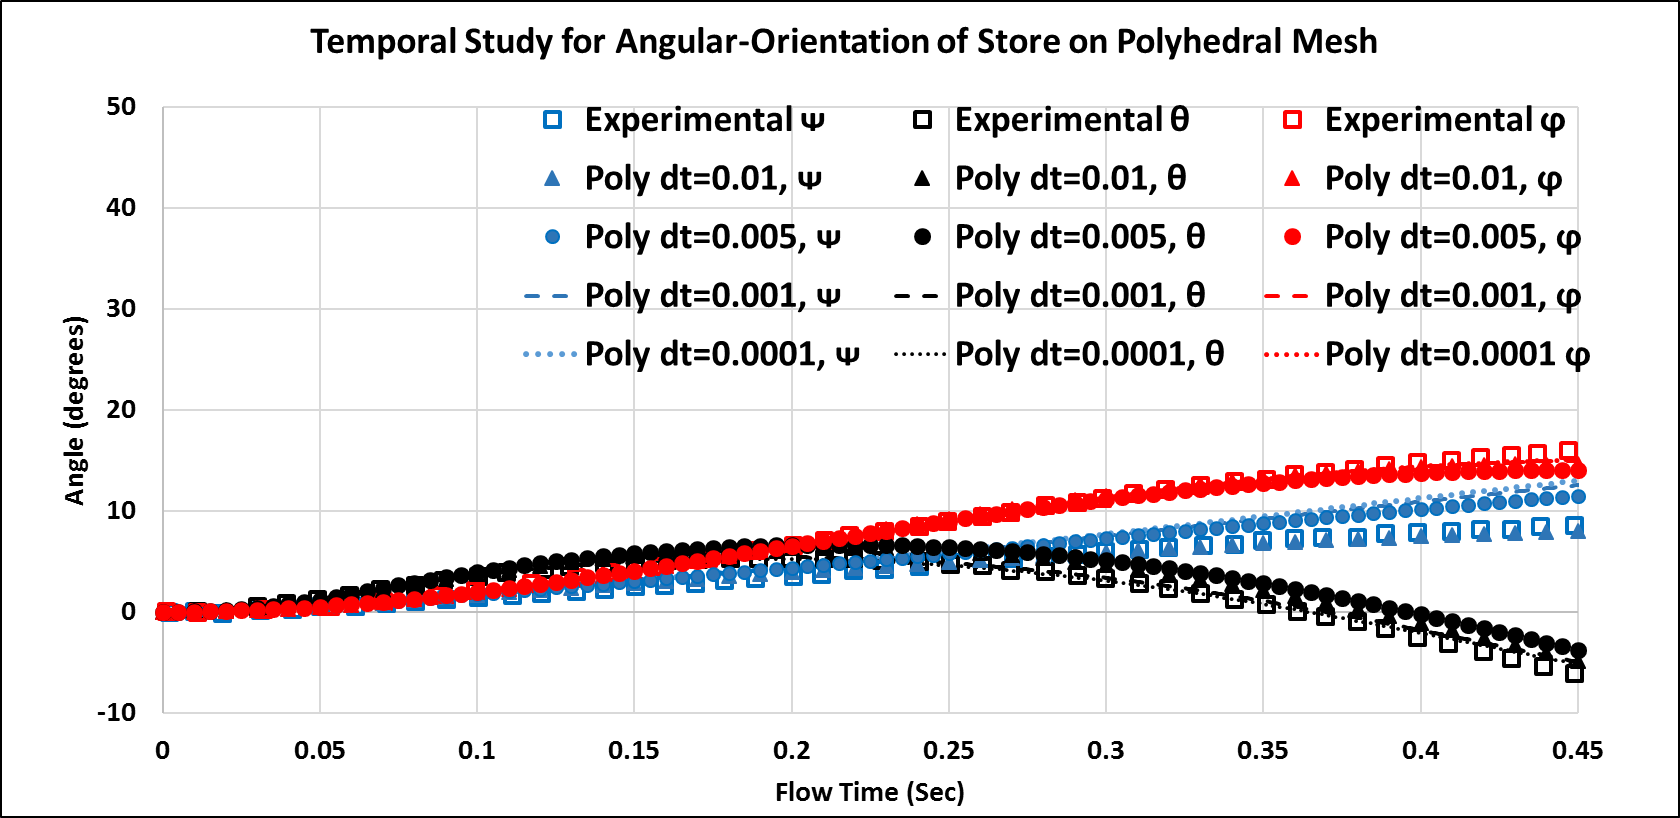 Temporal Study for Angular-Orientation of Store on Polyhedral Mesh
50
40
30
20
10
0
-10
Angle (degrees)
Experimental ψ Experimental θ Experimental φ
Poly dt=0.01, ψ Poly dt=0.01, θ Poly dt=0.01, φ
Poly dt=0.005, ψ Poly dt=0.005, θ Poly dt=0.005, φ
Poly dt=0.001, ψ Poly dt=0.001, θ Poly dt=0.001, φ
Poly dt=0.0001, ψ Poly dt=0.0001, θ Poly dt=0.0001 φ
0 0.05 0.1 0.15 0.2 0.25 0.3 0.35 0.4 0.45
Flow Time (Sec)